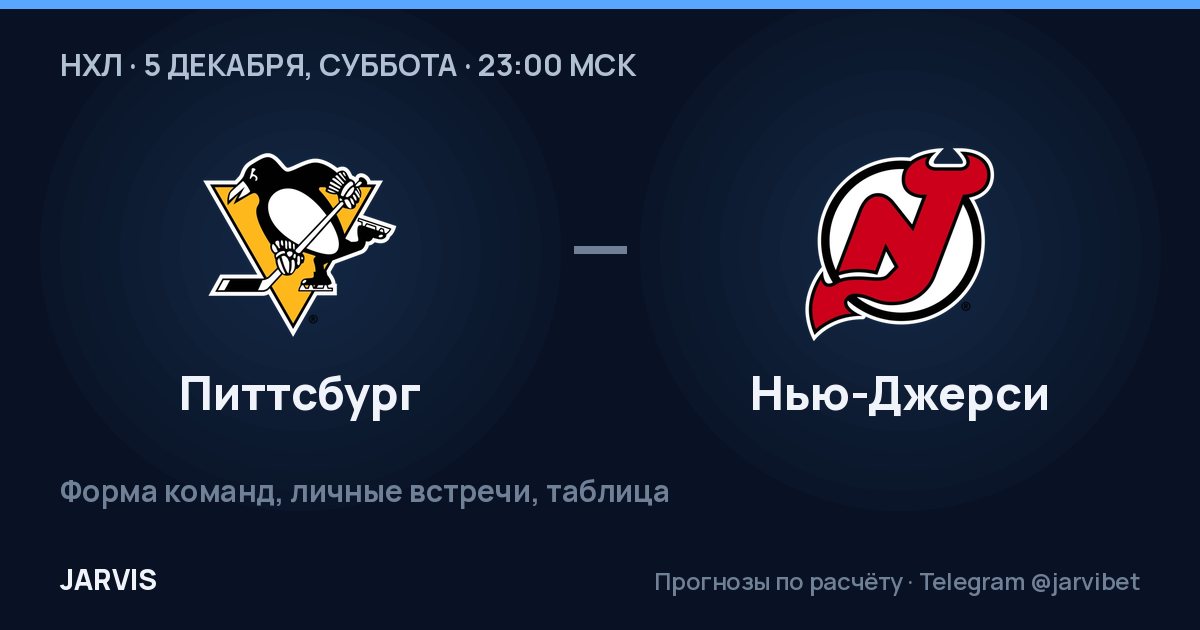 НХЛ · 5 ДЕКАБРЯ, СУББОТА · 23:00 МСК
—
Питтсбург
Нью-Джерси
Форма команд, личные встречи, таблица
JARVIS
Прогнозы по расчёту · Telegram @jarvibet